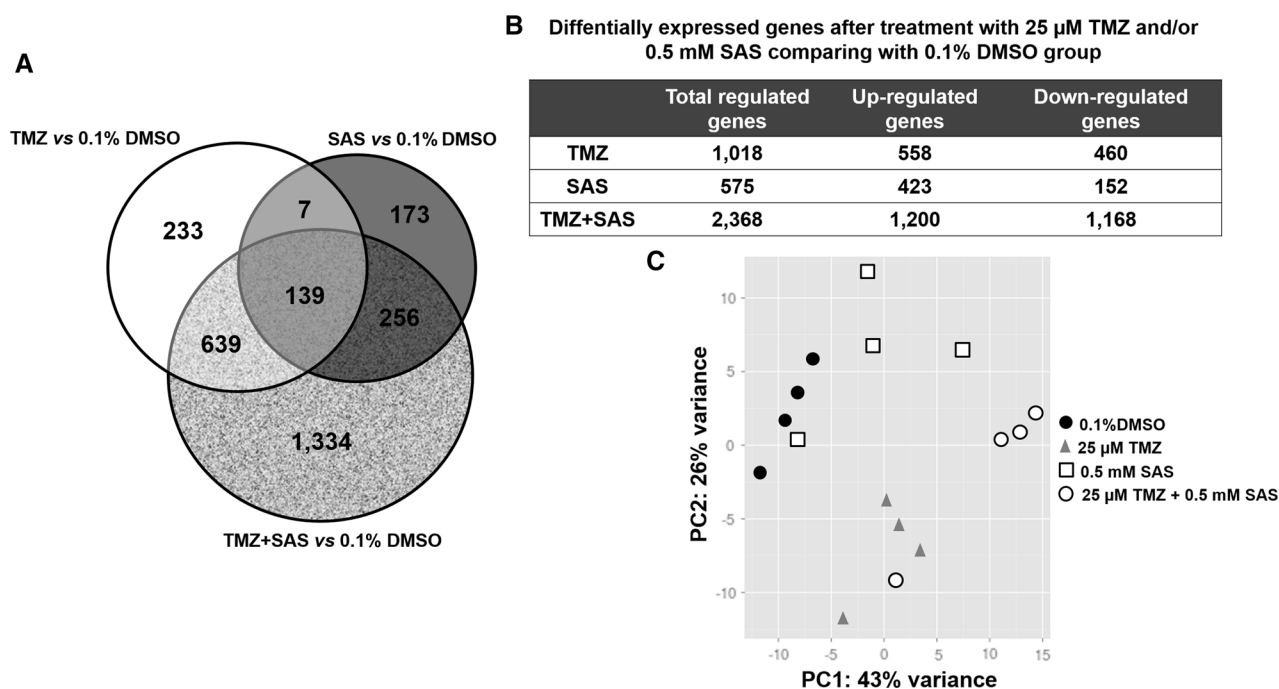 A
TMZ vs 0.1% DMSO
SAS vs 0.1% DMSO
233
7
173
139
639
256
1,334
TMZ+SAS vs 0.1% DMSO
B
Diffentially expressed genes after treatment with 25 µM TMZ and/or
0.5 mM SAS comparing with 0.1% DMSO group
Total regulated genes Up-regulated genes Down-regulated genes
TMZ 1,018 558 460
SAS 575 423 152
TMZ+SAS 2,368 1,200 1,168
C
PC2: 26% variance
10
5
0
-5
-10
-10 -5 0 5 10 15
PC1: 43% variance
0.1%DMSO
25 µM TMZ
0.5 mM SAS
25 µM TMZ + 0.5 mM SAS